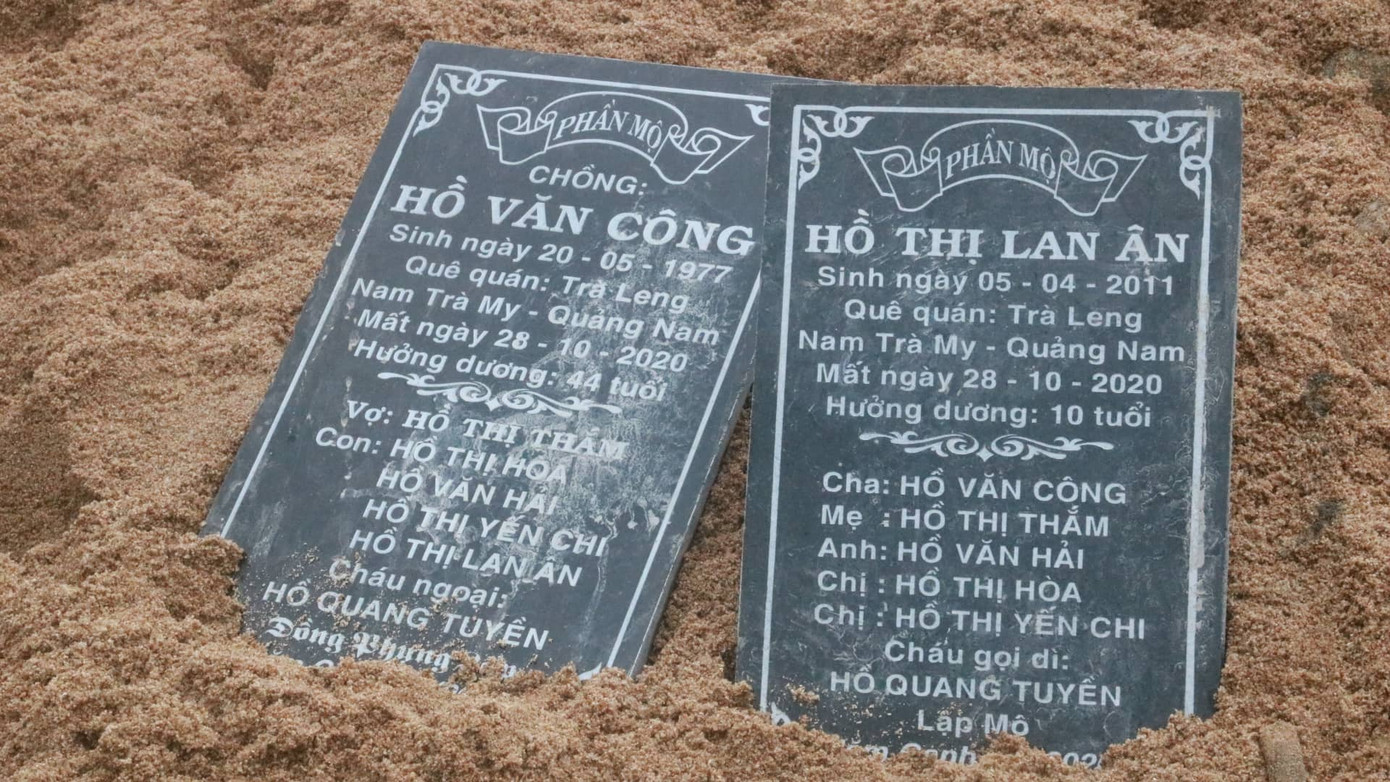 PHẦN MỘ
CHỒNG:
HỒ VĂN CÔNG
Sinh ngày 20 - 05 - 1977
Quê quán: Trà Leng
Nam Trà My - Quảng Nam
Mất ngày 28 - 10 - 2020
Hưởng dương: 44 tuổi
Vợ: HỒ THỊ THẮM
Con: HỒ THỊ HÒA
HỒ VĂN HẢI
HỒ THỊ YẾN CHI
HỒ THỊ LAN ÂN
Cháu ngoại:
HỒ QUANG TUYỀN
Đồng Phụng
PHẦN MỘ
HỒ THỊ LAN ÂN
Sinh ngày 05 - 04 - 2011
Quê quán: Trà Leng
Nam Trà My - Quảng Nam
Mất ngày 28 - 10 - 2020
Hưởng dương: 10 tuổi
Cha: HỒ VĂN CÔNG
Mẹ : HỒ THỊ THẮM
Anh: HỒ VĂN HẢI
Chị : HỒ THỊ HÒA
Chị : HỒ THỊ YẾN CHI
Cháu gọi dì:
HỒ QUANG TUYỀN
Lập Mộ